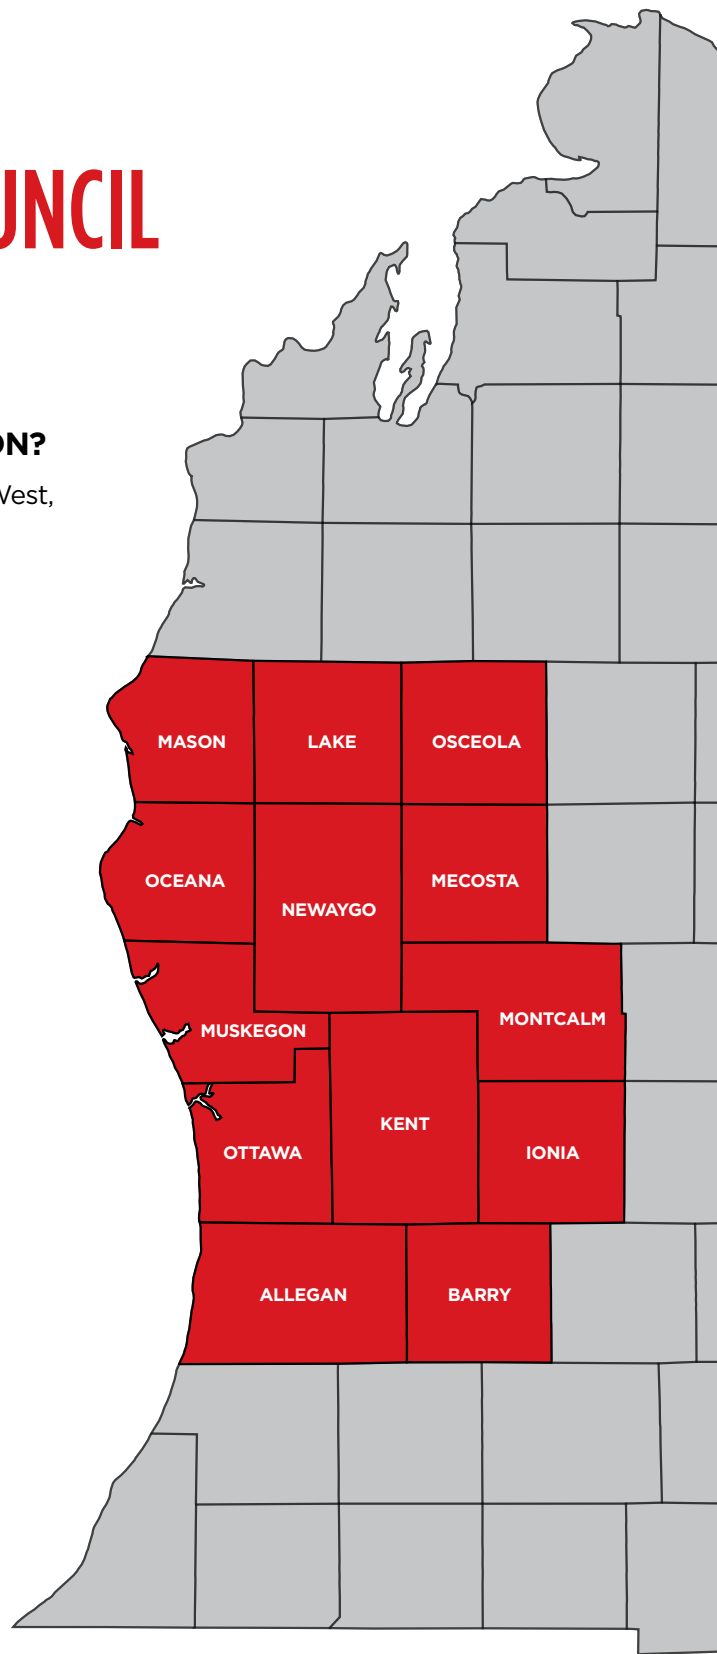 UNCIL
ON?
West,
MASON
LAKE
OSCEOLA
OCEANA
NEWAYGO
MECOSTA
MUSKEGON
MONTCALM
KENT
OTTAWA
IONIA
ALLEGAN
BARRY